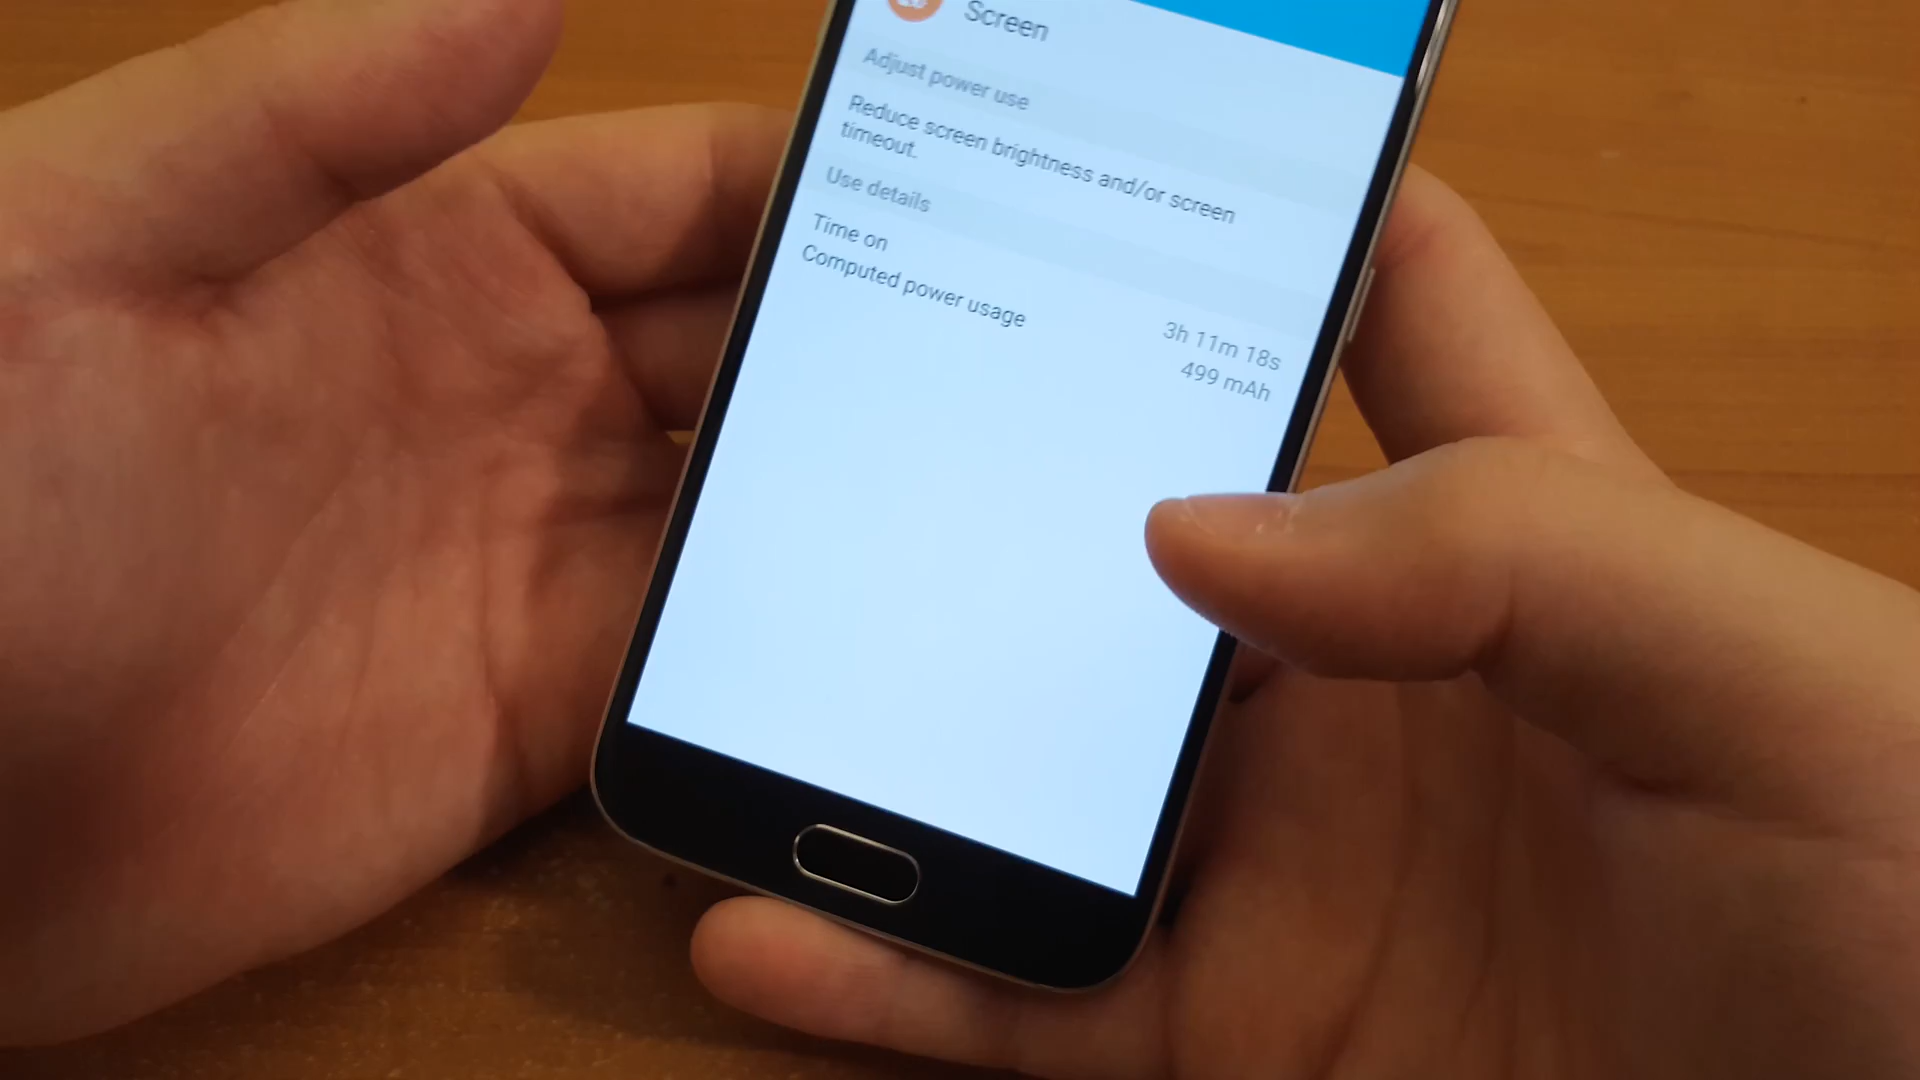 Screen
Adjust power use
Reduce screen brightness and/or screen
timeout.
Use details
Time on
3h 11m 18s
Computed power usage
499 mAh